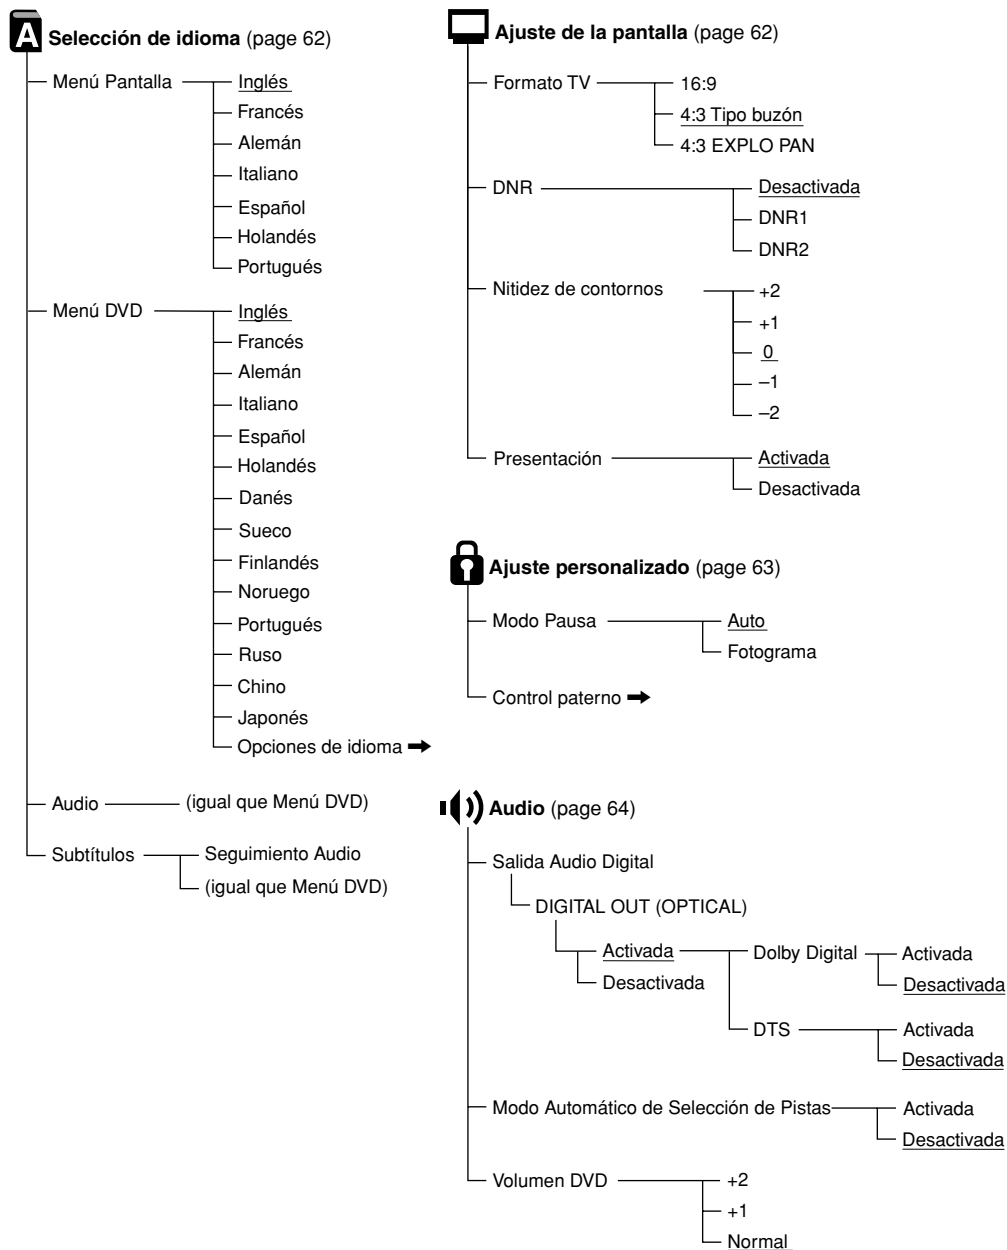 A Selección de idioma (page 62)
Menú Pantalla
Inglés
Francés
Alemán
Italiano
Español
Holandés
Portugués
Menú DVD
Inglés
Francés
Alemán
Italiano
Español
Holandés
Danés
Sueco
Finlandés
Noruego
Portugués
Ruso
Chino
Japonés
Opciones de idioma
Audio (igual que Menú DVD)
Subtítulos
Seguimiento Audio
(igual que Menú DVD)
Ajuste de la pantalla (page 62)
Formato TV
16:9
4:3 Tipo buzón
4:3 EXPLO PAN
DNR
Desactivada
DNR1
DNR2
Nitidez de contornos
+2
+1
0
–1
–2
Presentación
Activada
Desactivada
Ajuste personalizado (page 63)
Modo Pausa
Auto
Fotograma
Control paterno
Audio (page 64)
Salida Audio Digital
DIGITAL OUT (OPTICAL)
Activada
Desactivada
Dolby Digital
Activada
Desactivada
DTS
Activada
Desactivada
Modo Automático de Selección de Pistas
Activada
Desactivada
Volumen DVD
+2
+1
Normal